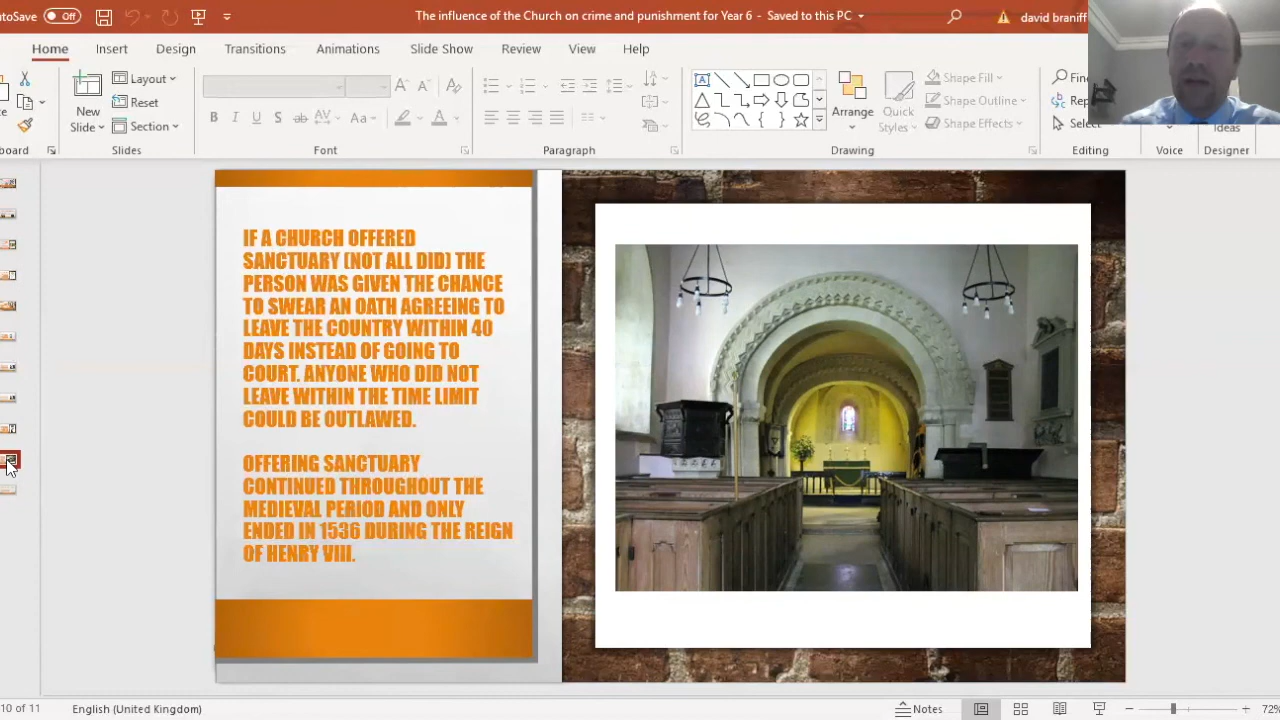 AutoSave Off The influence of the Church on crime and punishment for Year 6 - Saved to this PC david braniff
Home Insert Design Transitions Animations Slide Show Review View Help
New Slide Layout Reset Section
B I U S ab AV Aa A A A A
Shape Fill Shape Outline Shape Effects
Arrange Quick Styles
Select
Ideas
board Slides Font Paragraph Drawing Editing Voice Designer
IF A CHURCH OFFERED
SANCTUARY (NOT ALL DID) THE
PERSON WAS GIVEN THE CHANCE
TO SWEAR AN OATH AGREEING TO
LEAVE THE COUNTRY WITHIN 40
DAYS INSTEAD OF GOING TO
COURT. ANYONE WHO DID NOT
LEAVE WITHIN THE TIME LIMIT
COULD BE OUTLAWED.
OFFERING SANCTUARY
CONTINUED THROUGHOUT THE
MEDIEVAL PERIOD AND ONLY
ENDED IN 1536 DURING THE REIGN
OF HENRY VIII.
10 of 11 English (United Kingdom) Notes 72%